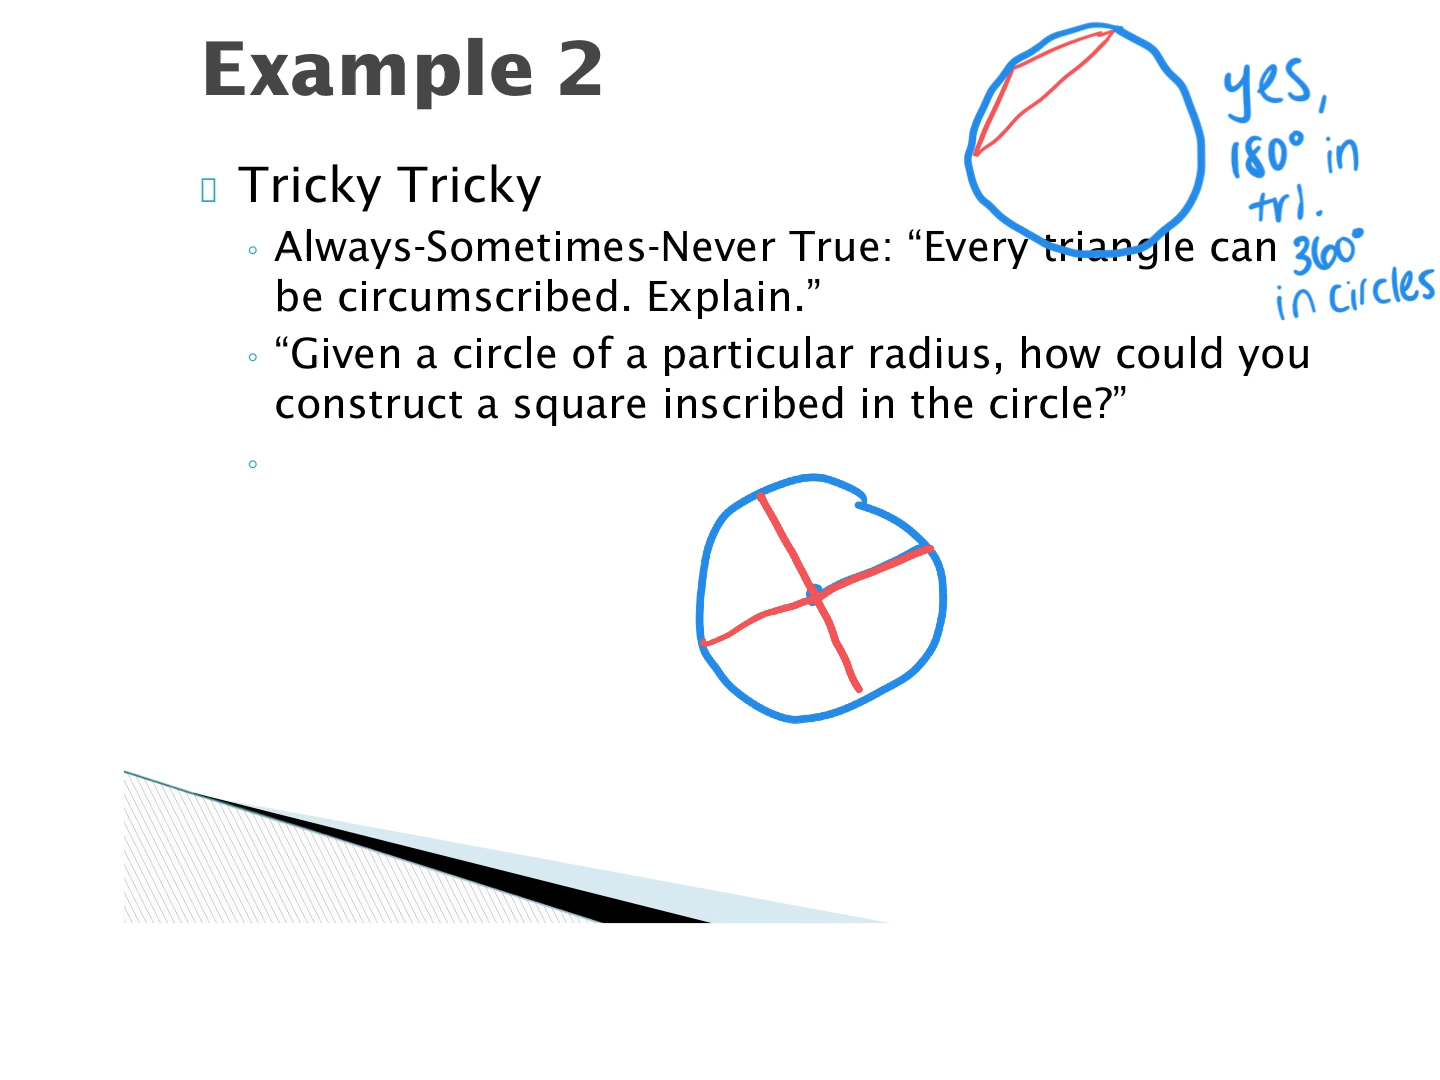 Example 2
Tricky Tricky
Always-Sometimes-Never True: “Every triangle can
be circumscribed. Explain.”
“Given a circle of a particular radius, how could you
construct a square inscribed in the circle?”
yes,
180° in
tri.
360°
in circles